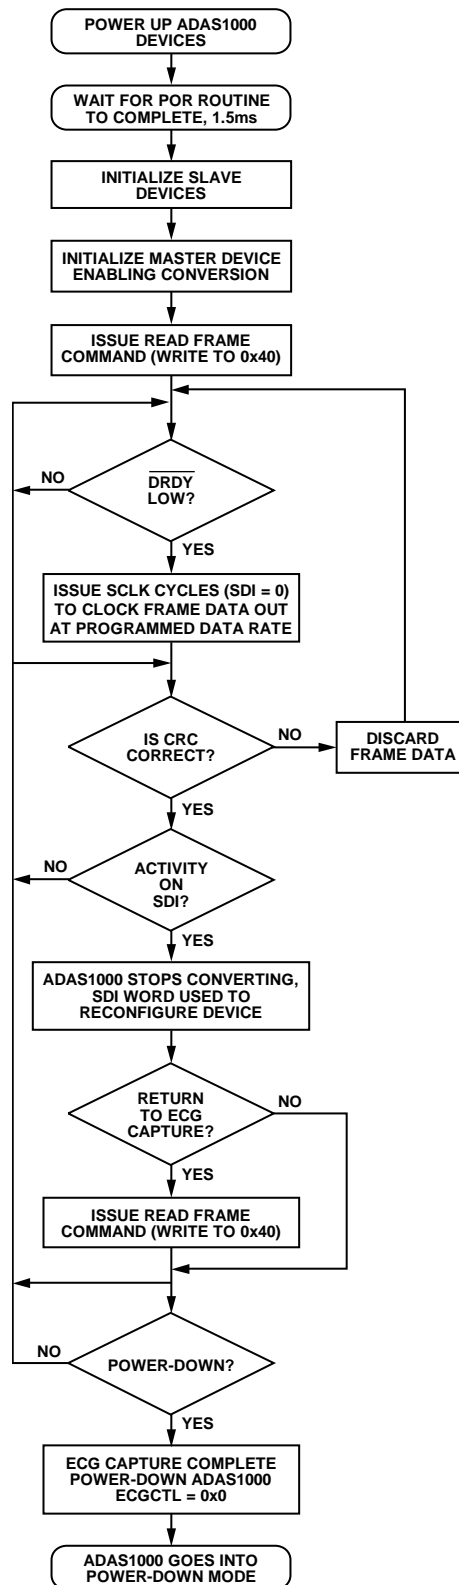 POWER UP ADAS1000
DEVICES
WAIT FOR POR ROUTINE
TO COMPLETE, 1.5ms
INITIALIZE SLAVE
DEVICES
INITIALIZE MASTER DEVICE
ENABLING CONVERSION
ISSUE READ FRAME
COMMAND (WRITE TO 0x40)
NO
DRDY
LOW?
YES
ISSUE SCLK CYCLES (SDI = 0)
TO CLOCK FRAME DATA OUT
AT PROGRAMMED DATA RATE
IS CRC
CORRECT?
NO
DISCARD
FRAME DATA
YES
NO
ACTIVITY
ON
SDI?
YES
ADAS1000 STOPS CONVERTING,
SDI WORD USED TO
RECONFIGURE DEVICE
RETURN
TO ECG
CAPTURE?
NO
YES
ISSUE READ FRAME
COMMAND (WRITE TO 0x40)
NO
POWER-DOWN?
YES
ECG CAPTURE COMPLETE
POWER-DOWN ADAS1000
ECGCTL = 0x0
ADAS1000 GOES INTO
POWER-DOWN MODE